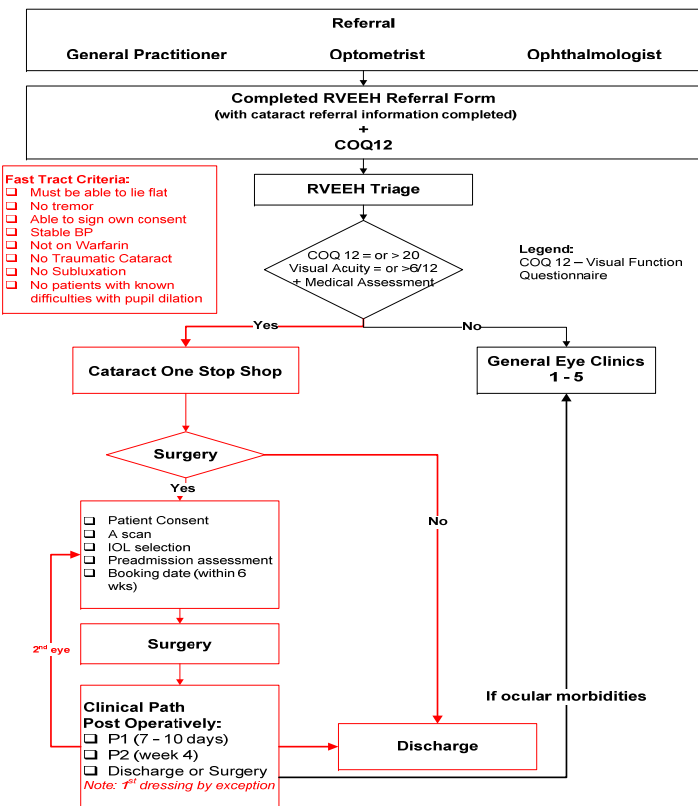 Referral
General Practitioner Optometrist Ophthalmologist
Completed RVEEH Referral Form
(with cataract referral information completed)
+
COQ12
Fast Tract Criteria:
❑ Must be able to lie flat
❑ No tremor
❑ Able to sign own consent
❑ Stable BP
❑ Not on Warfarin
❑ No Traumatic Cataract
❑ No Subluxation
❑ No patients with known
difficulties with pupil dilation
RVEEH Triage
COQ 12 = or > 20
Visual Acuity = or >6/12
+ Medical Assessment
Legend:
COQ 12 – Visual Function
Questionnaire
Yes
No
Cataract One Stop Shop
General Eye Clinics
1 - 5
Surgery
Yes
No
❑ Patient Consent
❑ A scan
❑ IOL selection
❑ Preadmission assessment
❑ Booking date (within 6
wks)
Surgery
2nd eye
If ocular morbidities
Clinical Path
Post Operatively:
❑ P1 (7 – 10 days)
❑ P2 (week 4)
❑ Discharge or Surgery
Note: 1st dressing by exception
Discharge